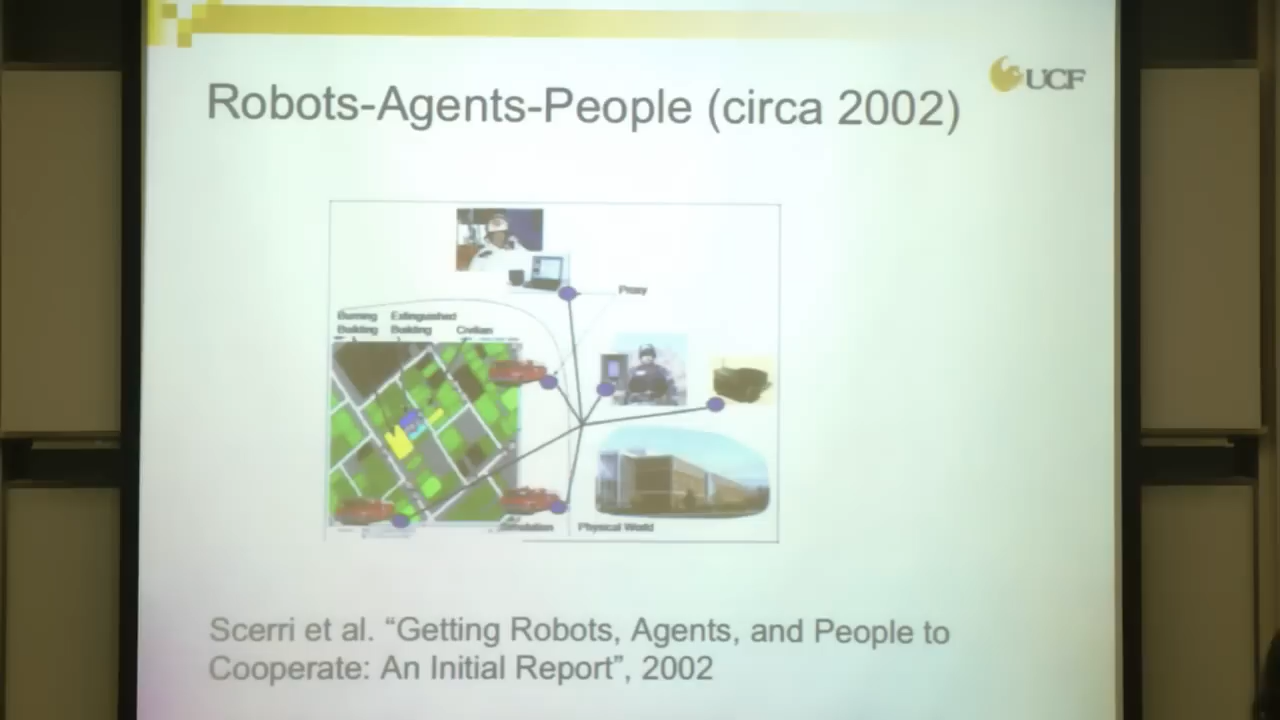 Robots-Agents-People (circa 2002)
UCF
Proxy
Burning Extinguished
Building Building Civilian
Simulation
Physical World
Scerri et al. “Getting Robots, Agents, and People to
Cooperate: An Initial Report”, 2002